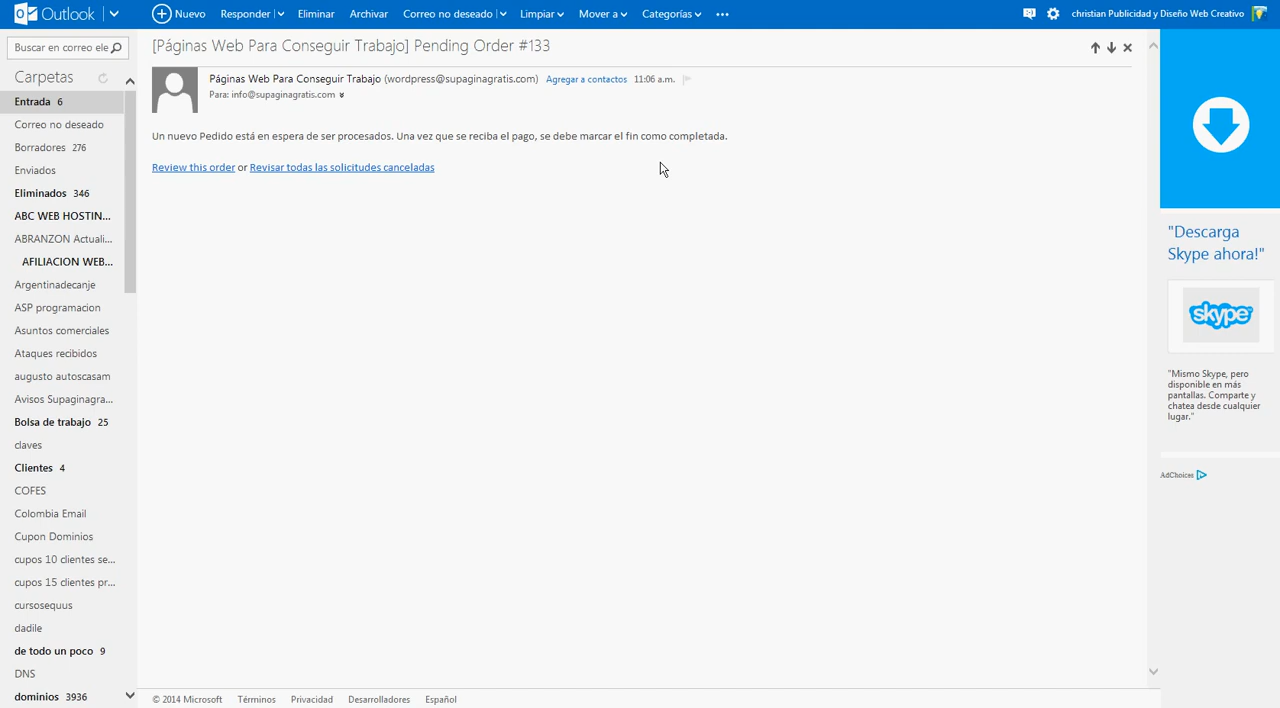 Outlook
Nuevo
Responder
Eliminar
Archivar
Correo no deseado
Limpiar
Mover a
Categorías
christian Publicidad y Diseño Web Creativo
Buscar en correo ele
Carpetas
Entrada 6
Correo no deseado
Borradores 276
Enviados
Eliminados 346
ABC WEB HOSTIN...
ABRANZON Actuali...
AFILIACION WEB...
Argentinadecanje
ASP programacion
Asuntos comerciales
Ataques recibidos
augusto autoscasam
Avisos Supaginagra...
Bolsa de trabajo 25
claves
Clientes 4
COFES
Colombia Email
Cupon Dominios
cupos 10 clientes se...
cupos 15 clientes pr...
cursosequus
dadile
de todo un poco 9
DNS
dominios 3936
[Páginas Web Para Conseguir Trabajo] Pending Order #133
Páginas Web Para Conseguir Trabajo (wordpress@supaginagratis.com) Agregar a contactos 11:06 a.m.
Para: info@supaginagratis.com
Un nuevo Pedido está en espera de ser procesados. Una vez que se reciba el pago, se debe marcar el fin como completada.
Review this order or Revisar todas las solicitudes canceladas
"Descarga
Skype ahora!"
skype
"Mismo Skype, pero
disponible en más
pantallas. Comparte y
chatea desde cualquier
lugar."
AdChoices
© 2014 Microsoft Términos Privacidad Desarrolladores Español